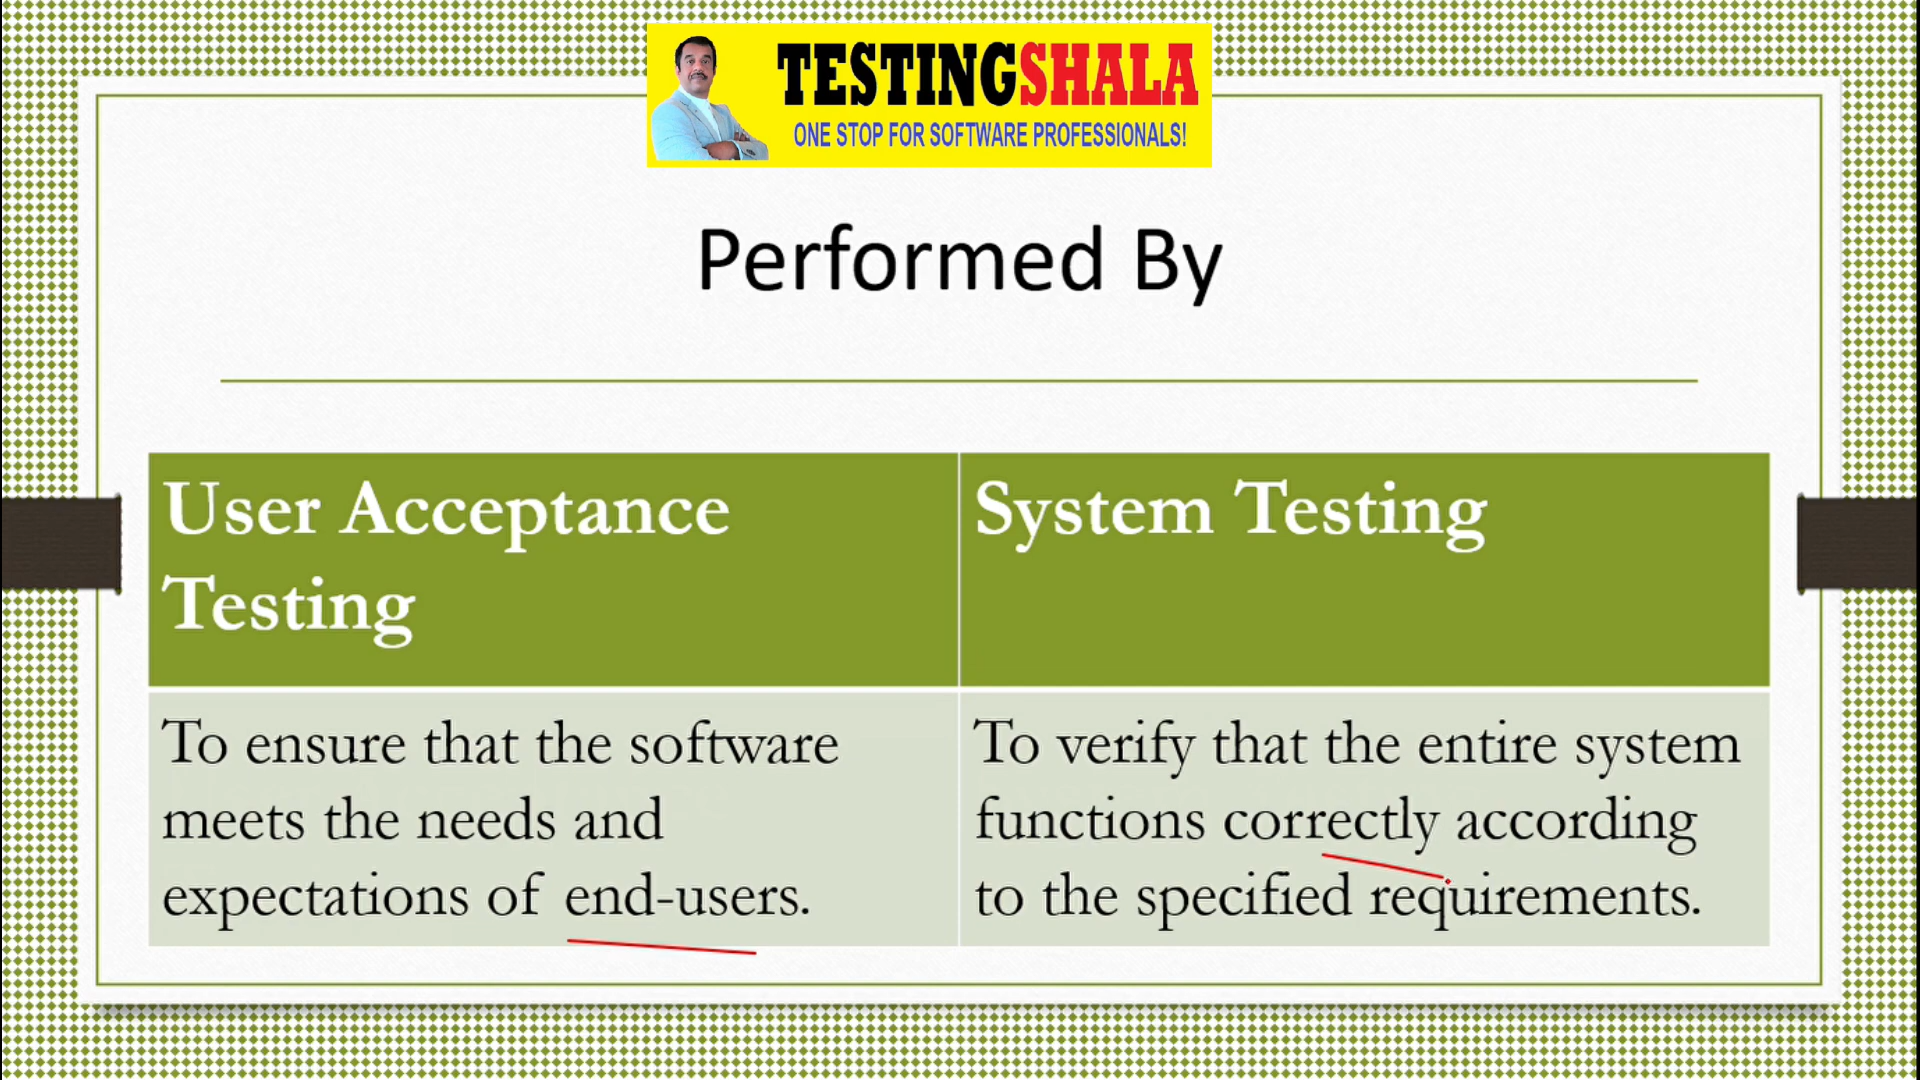 TESTINGSHALA
ONE STOP FOR SOFTWARE PROFESSIONALS!
Performed By
User Acceptance
Testing
System Testing
To ensure that the software
meets the needs and
expectations of end-users.
To verify that the entire system
functions correctly according
to the specified requirements.